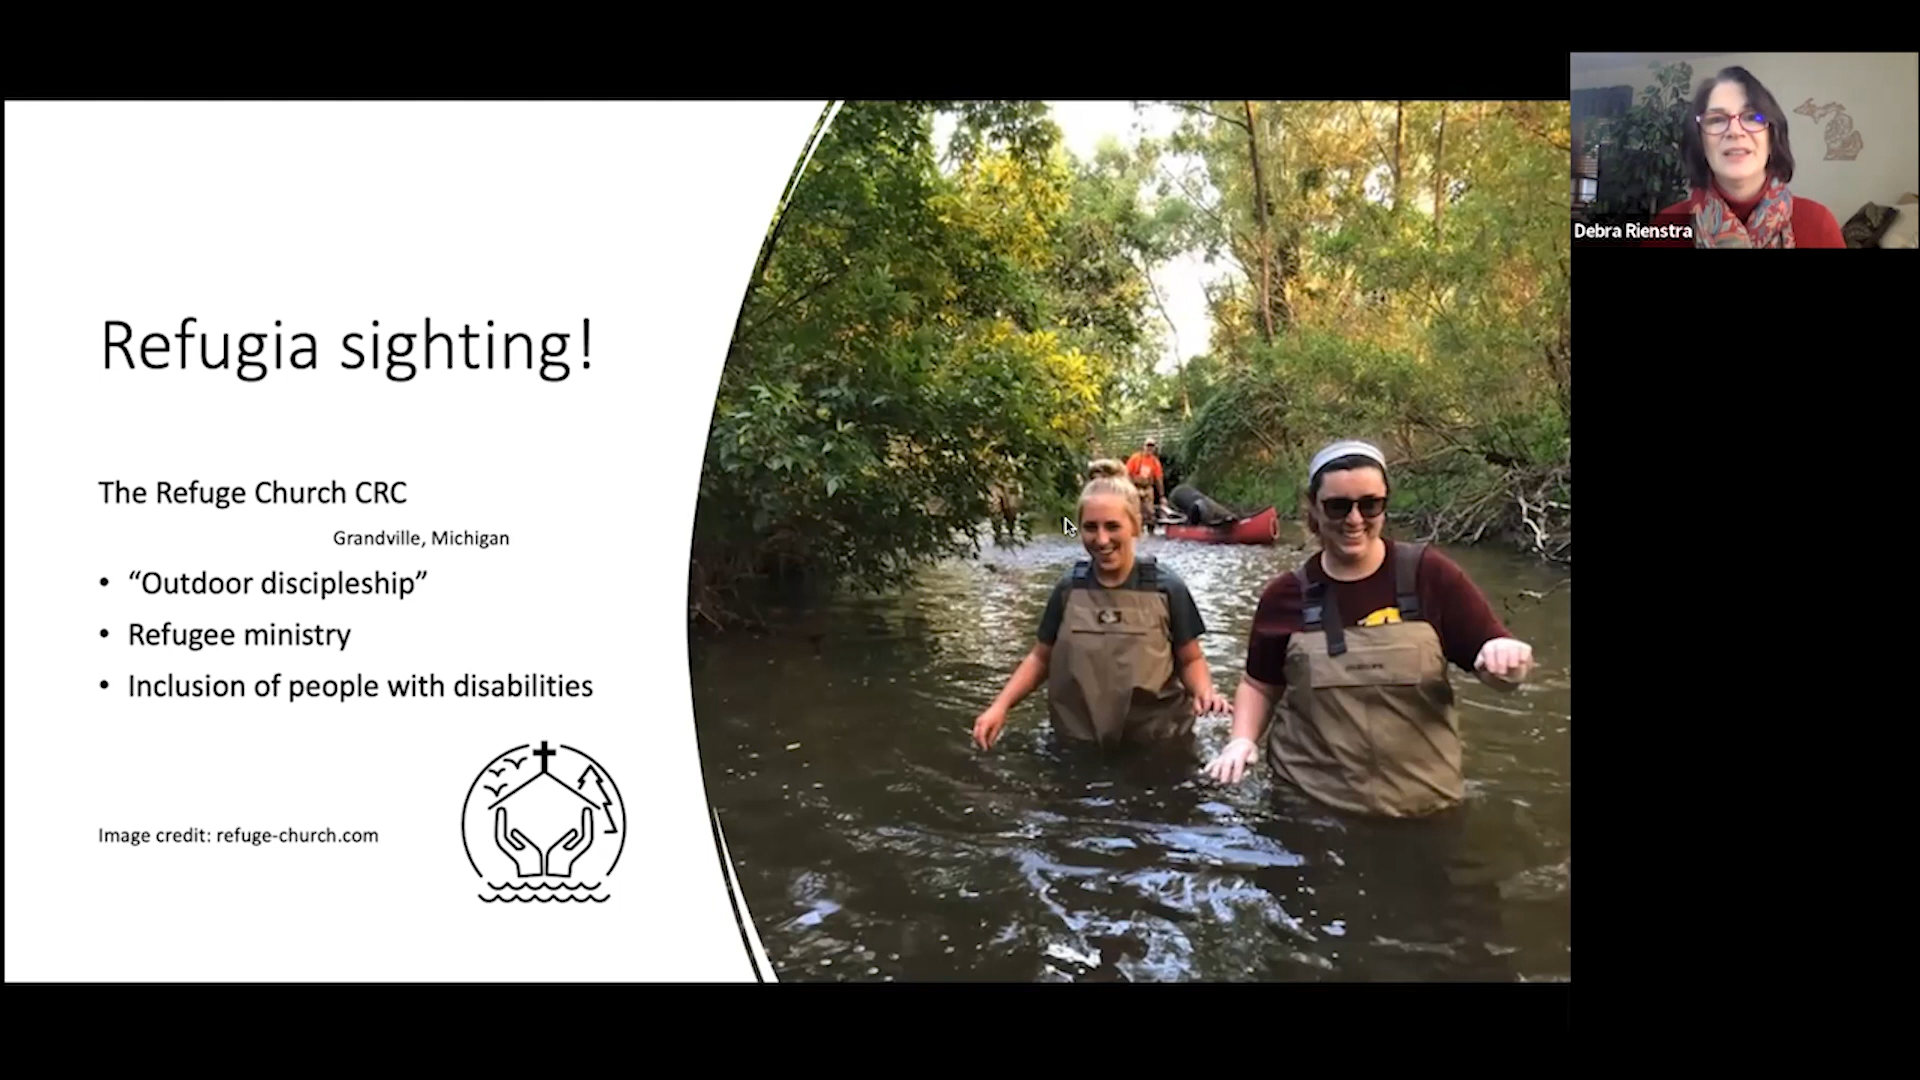 Refugia sighting!
The Refuge Church CRC
Grandville, Michigan
• “Outdoor discipleship”
• Refugee ministry
• Inclusion of people with disabilities
Image credit: refuge-church.com
Debra Rienstra